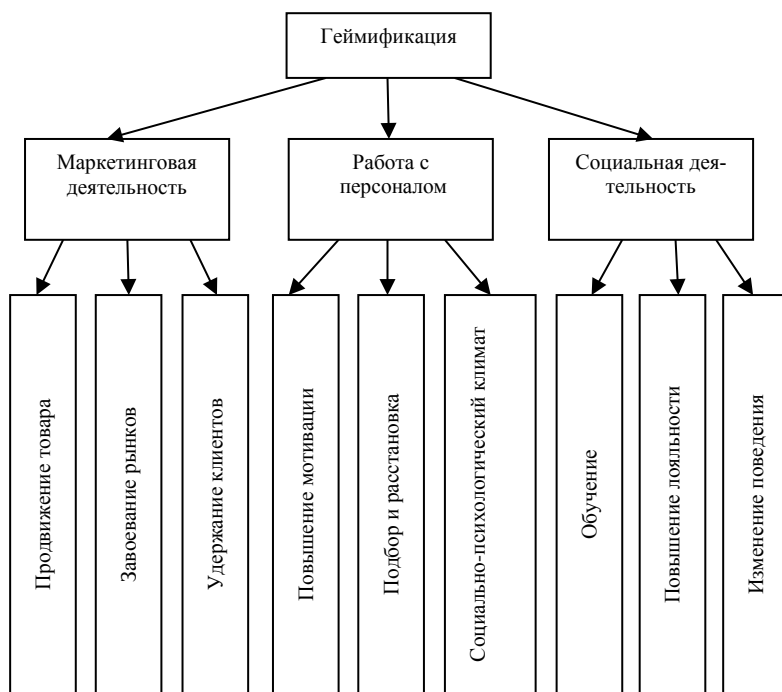 Геймификация
Маркетинговая
деятельность
Работа с
персоналом
Социальная дея-
тельность
Продвижение товара
Завоевание рынков
Удержание клиентов
Повышение мотивации
Подбор и расстановка
Социально-психологический климат
Обучение
Повышение лояльности
Изменение поведения